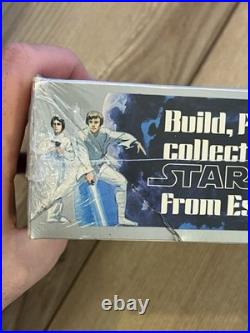 Build, 
collect
STAR
From Es